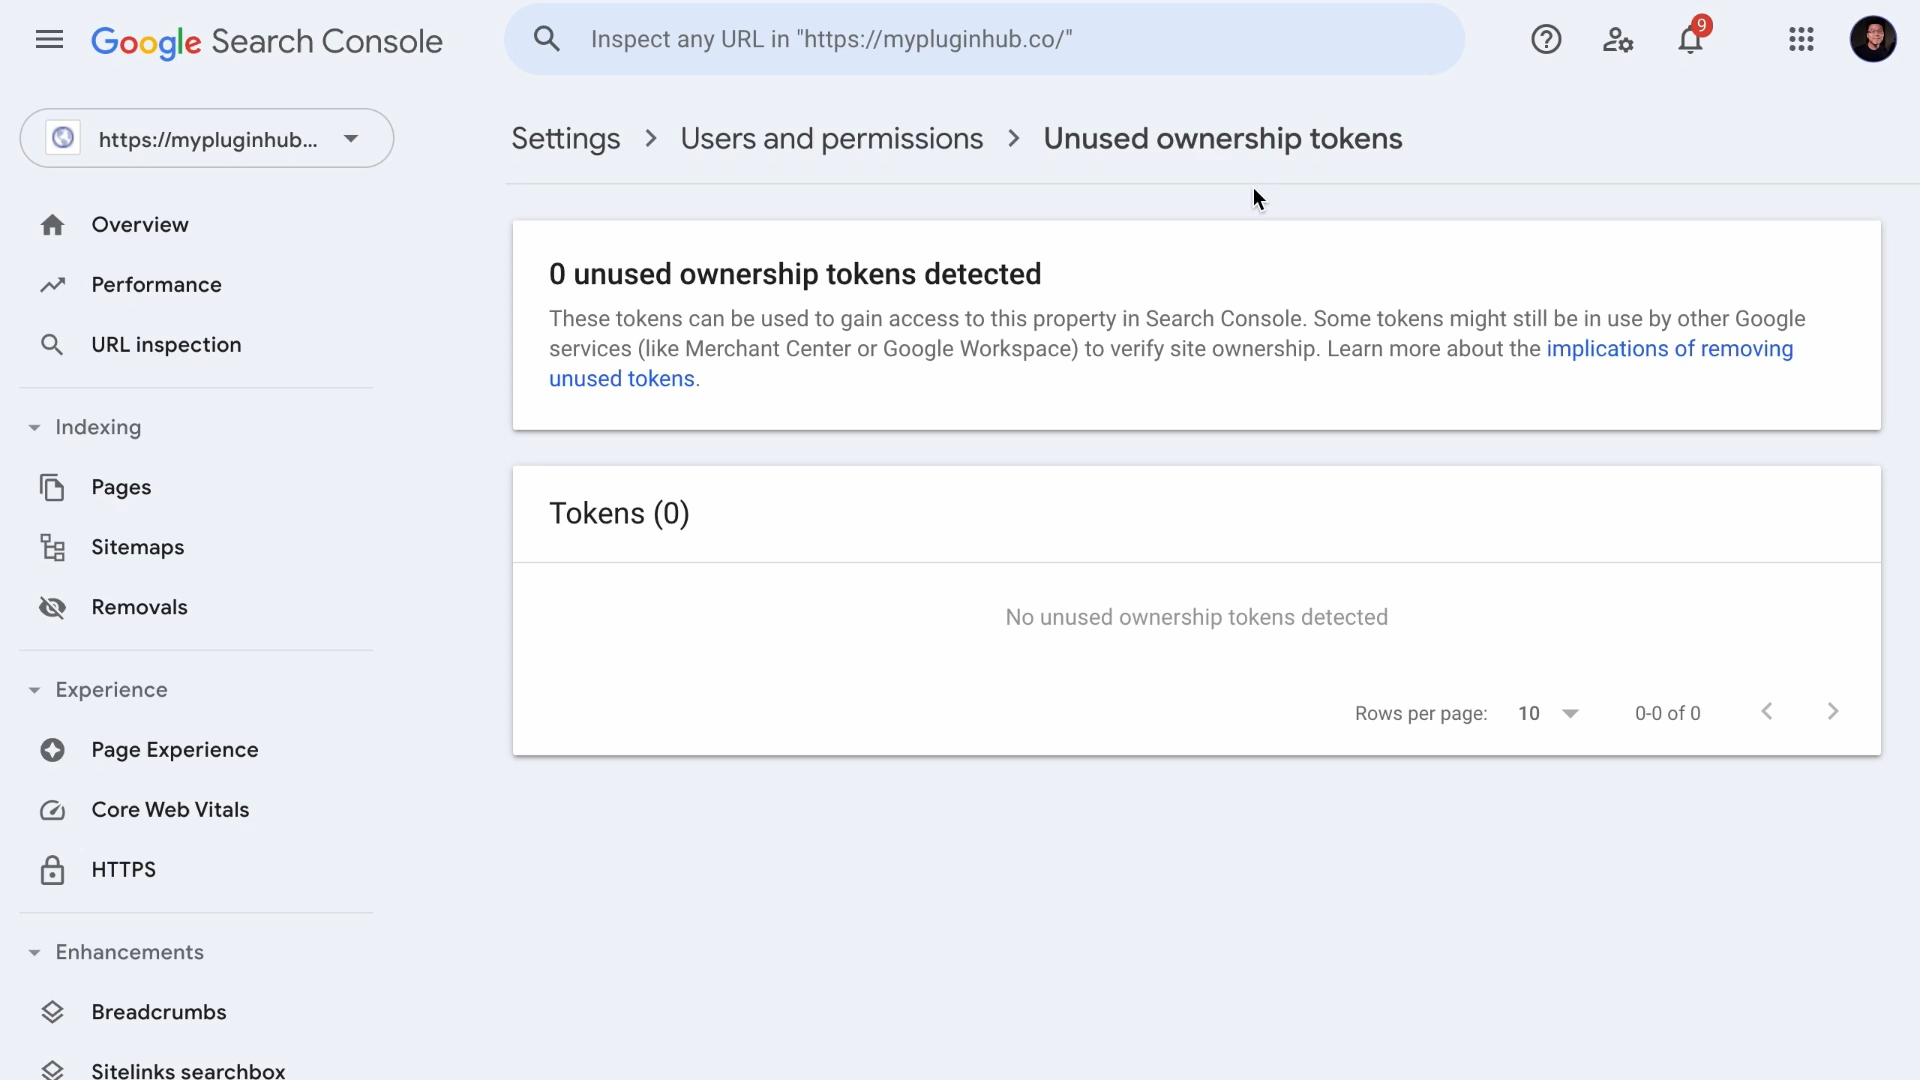 Google Search Console
Inspect any URL in "https://mypluginhub.co/"
9
https://mypluginhub...
Settings > Users and permissions > Unused ownership tokens
Overview
Performance
URL inspection
Indexing
Pages
Sitemaps
Removals
Experience
Page Experience
Core Web Vitals
HTTPS
Enhancements
Breadcrumbs
Sitelinks searchbox
0 unused ownership tokens detected
These tokens can be used to gain access to this property in Search Console. Some tokens might still be in use by other Google
services (like Merchant Center or Google Workspace) to verify site ownership. Learn more about the implications of removing
unused tokens.
Tokens (0)
No unused ownership tokens detected
Rows per page: 10 0-0 of 0